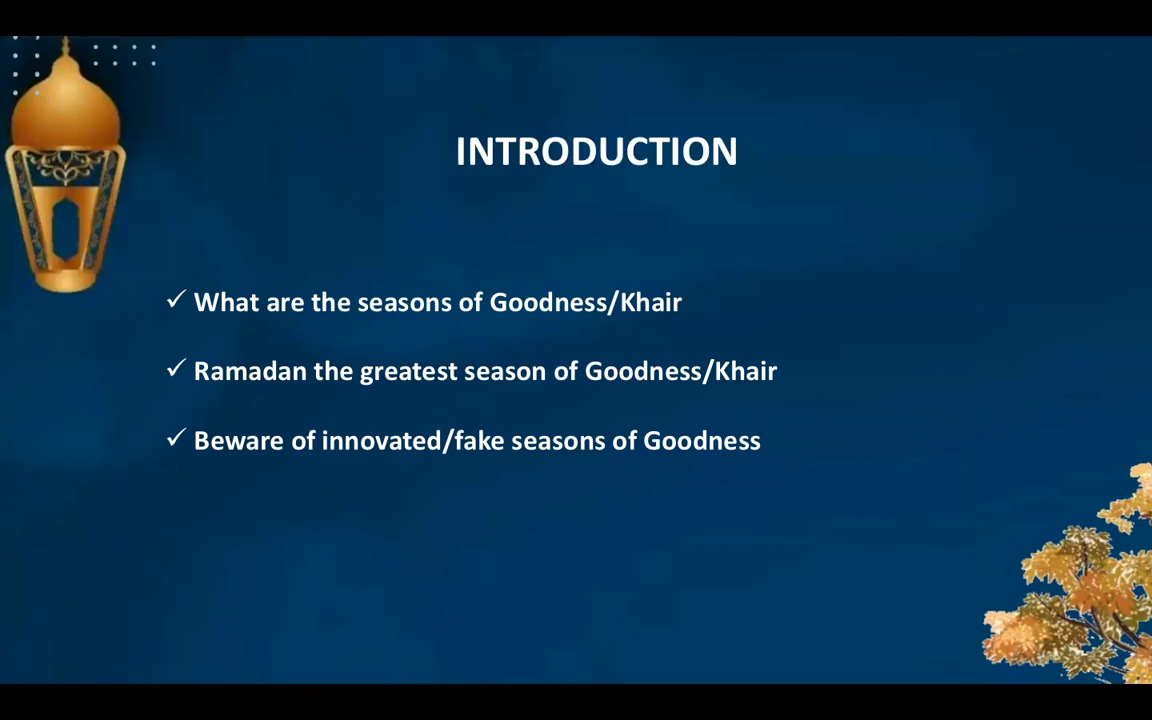 INTRODUCTION
✓ What are the seasons of Goodness/Khair
✓ Ramadan the greatest season of Goodness/Khair
✓ Beware of innovated/fake seasons of Goodness